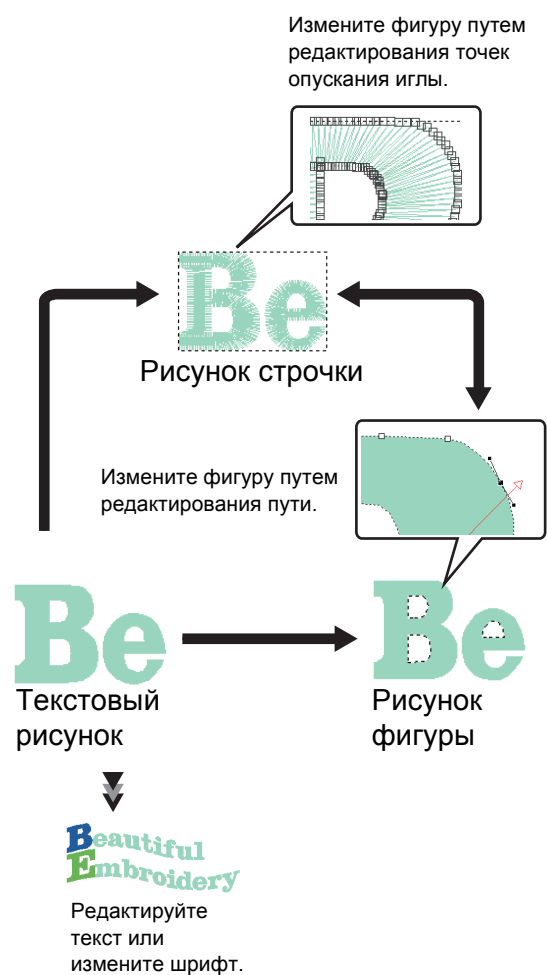 Измените фигуру путем
редактирования точек
опускания иглы.
Be
Рисунок строчки
Измените фигуру путем
редактирования пути.
Be
Текстовый
рисунок
Be
Рисунок
фигуры
Beautiful
Embroidery
Редактируйте
текст или
измените шрифт.